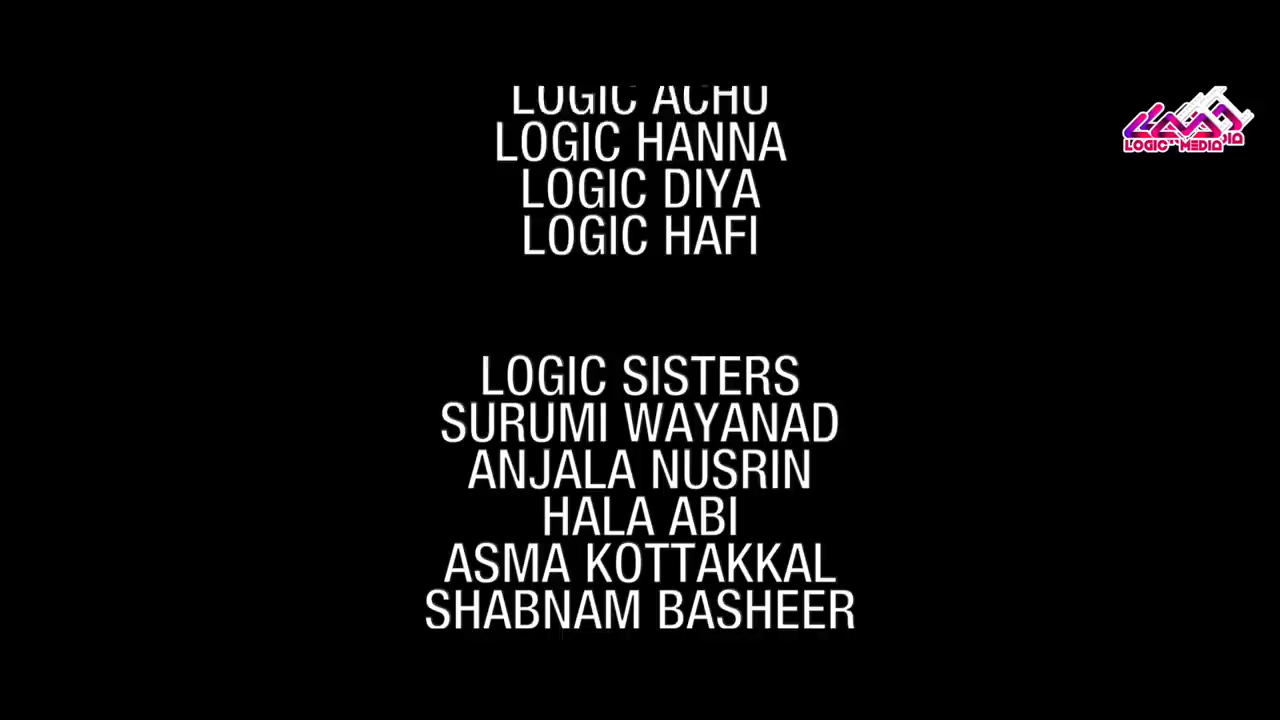 LOGIC ACHU
LOGIC HANNA
LOGIC DIYA
LOGIC HAFI
LOGIC SISTERS
SURUMI WAYANAD
ANJALA NUSRIN
HALA ABI
ASMA KOTTAKKAL
SHABNAM BASHEER
LOGIC MEDIA